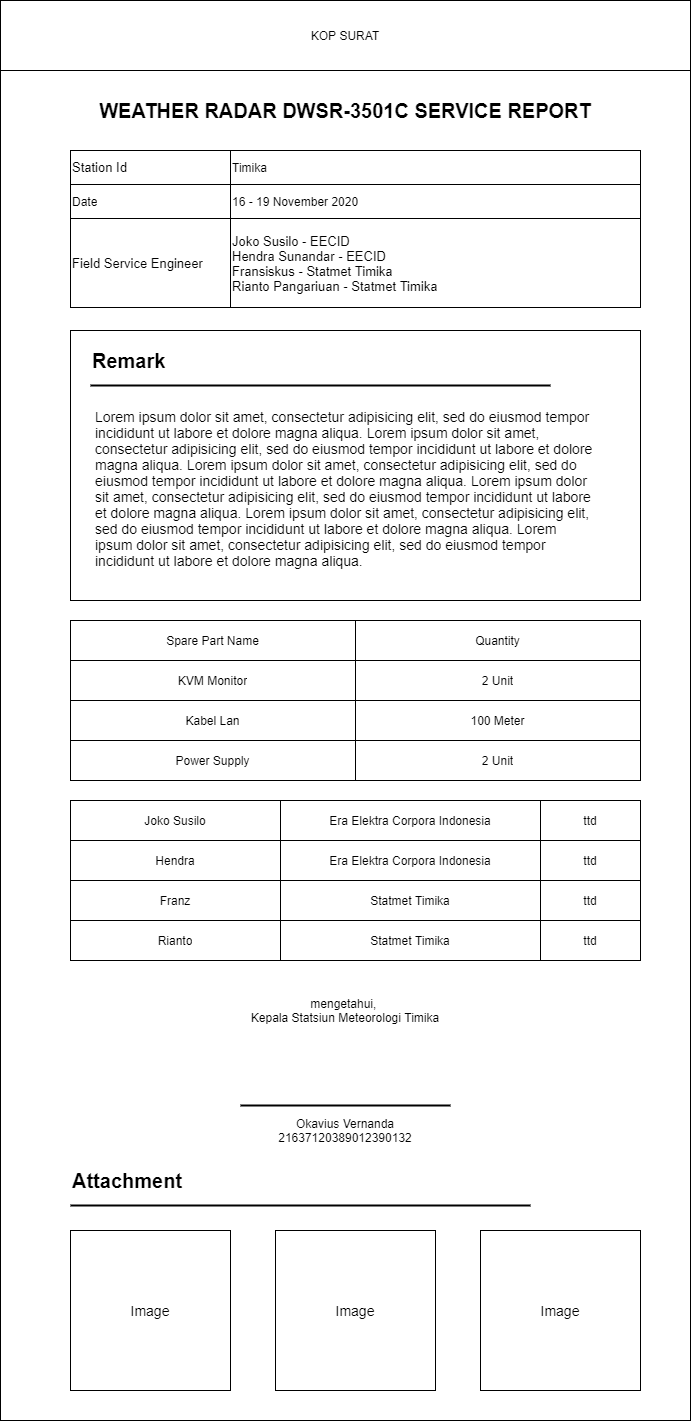 KOP SURAT
WEATHER RADAR DWSR-3501C SERVICE REPORT
Station Id Timika
Date 16 - 19 November 2020
Field Service Engineer
Joko Susilo - EECID
Hendra Sunandar - EECID
Fransiskus - Statmet Timika
Rianto Pangariuan - Statmet Timika
Remark
Lorem ipsum dolor sit amet, consectetur adipisicing elit, sed do eiusmod tempor
incididunt ut labore et dolore magna aliqua. Lorem ipsum dolor sit amet,
consectetur adipisicing elit, sed do eiusmod tempor incididunt ut labore et dolore
magna aliqua. Lorem ipsum dolor sit amet, consectetur adipisicing elit, sed do
eiusmod tempor incididunt ut labore et dolore magna aliqua. Lorem ipsum dolor
sit amet, consectetur adipisicing elit, sed do eiusmod tempor incididunt ut labore
et dolore magna aliqua. Lorem ipsum dolor sit amet, consectetur adipisicing elit,
sed do eiusmod tempor incididunt ut labore et dolore magna aliqua. Lorem
ipsum dolor sit amet, consectetur adipisicing elit, sed do eiusmod tempor
incididunt ut labore et dolore magna aliqua.
Spare Part Name Quantity
KVM Monitor 2 Unit
Kabel Lan 100 Meter
Power Supply 2 Unit
Joko Susilo Era Elektra Corpora Indonesia ttd
Hendra Era Elektra Corpora Indonesia ttd
Franz Statmet Timika ttd
Rianto Statmet Timika ttd
mengetahui,
Kepala Statsiun Meteorologi Timika
Okavius Vernanda
21637120389012390132
Attachment
Image Image Image